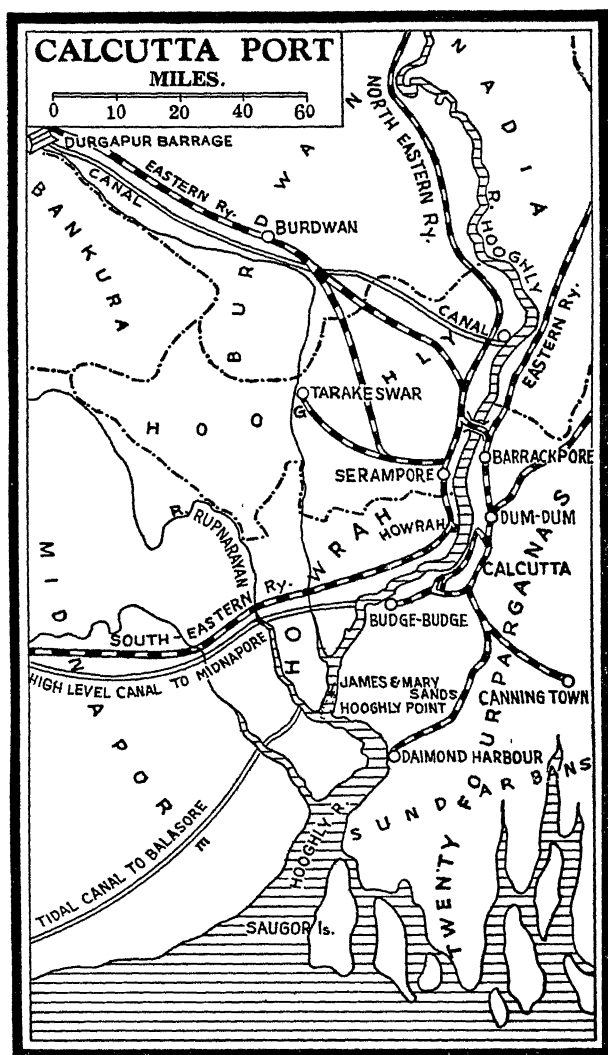 CALCUTTA PORT
MILES.
0 10 20 40 60
NADIA
NORTH EASTERN RY.
DURGAPUR BARRAGE
EASTERN RY.
CANAL
BURDWAN
BANKURA
R. HOOGHLY
BURDWAN
CANAL
EASTERN RY.
HOOGHLY
TARAKESWAR
SERAMPORE
BARRACKPORE
R. RUPNARAYAN
HOWRAH
HOWRAH
DUM-DUM
CALCUTTA
MIDNAPORE
SOUTH-EASTERN Ry.
BUDGE-BUDGE
HIGH LEVEL CANAL TO MIDNAPORE
JAMES & MARY
SANDS
HOOGHLY POINT
CANNING TOWN
DAIMOND HARBOUR
TWENTY FOUR PARGANAS
SUNDARBANS
HOOGHLY R.
TIDAL CANAL TO BALASORE
SAUGOR Is.